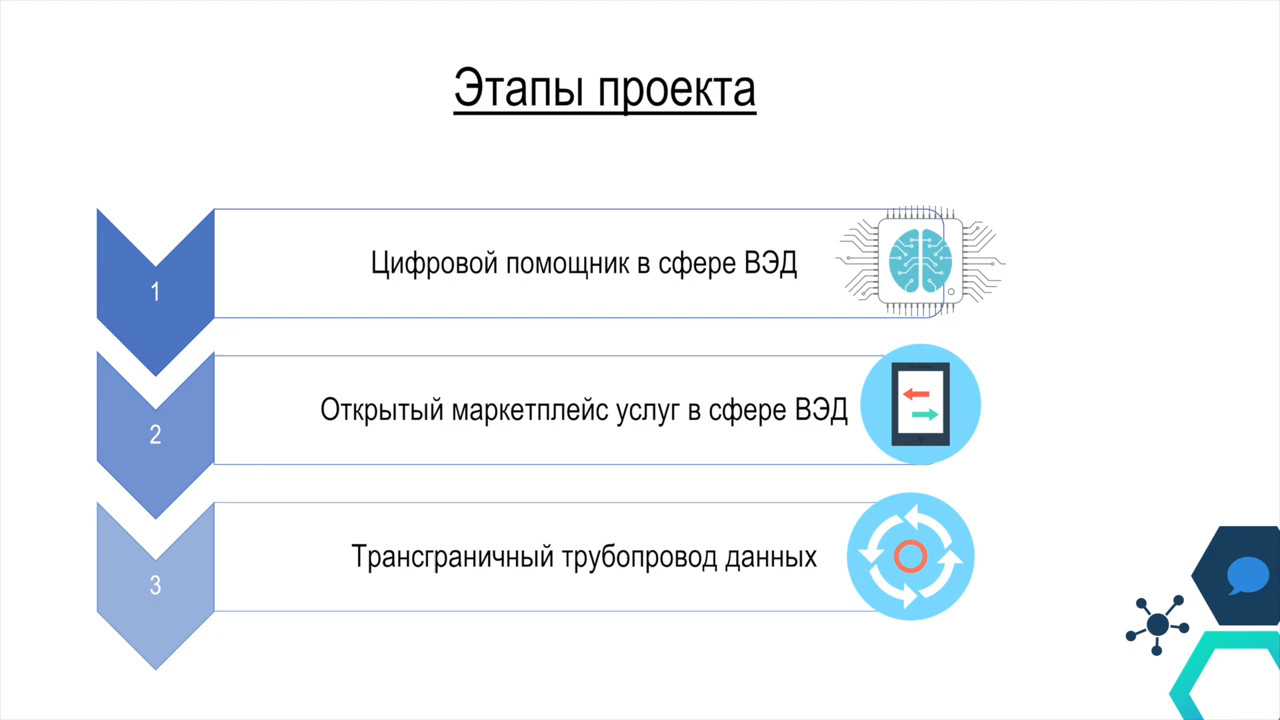 Этапы проекта
1
Цифровой помощник в сфере ВЭД
2
Открытый маркетплейс услуг в сфере ВЭД
3
Трансграничный трубопровод данных